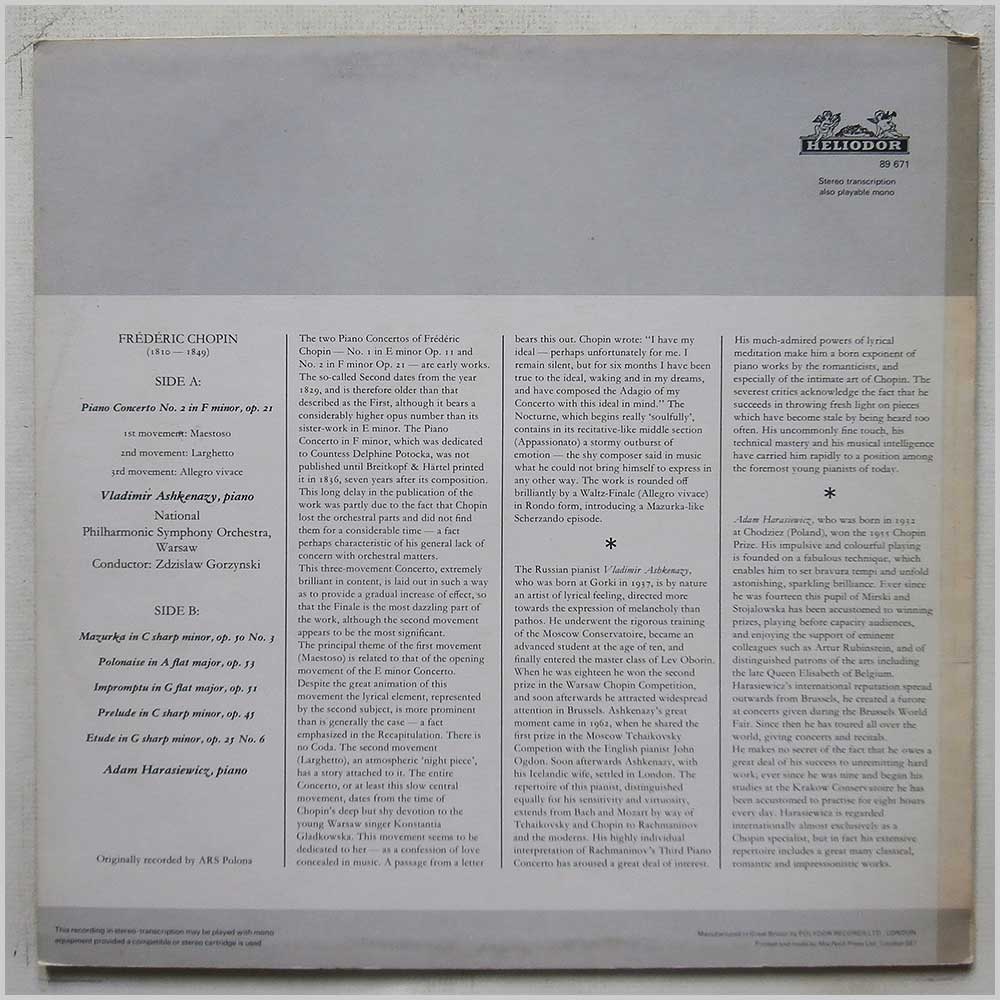 HELIODOR
89 671
Stereo transcription
also playable mono
FRÉDÉRIC CHOPIN
(1810 — 1849)
SIDE A:
Piano Concerto No. 2 in F minor, op. 21
1st movement: Maestoso
2nd movement: Larghetto
3rd movement: Allegro vivace
Vladimir Ashkenazy, piano
National
Philharmonic Symphony Orchestra,
Warsaw
Conductor: Zdzislaw Gorzynski
SIDE B:
Mazurka in C sharp minor, op. 50 No. 3
Polonaise in A flat major, op. 53
Impromptu in G flat major, op. 51
Prelude in C sharp minor, op. 45
Etude in G sharp minor, op. 25 No. 6
Adam Harasiewicz, piano
Originally recorded by ARS Polona
The two Piano Concertos of Frédéric
Chopin — No. 1 in E minor Op. 11 and
No. 2 in F minor Op. 21 — are early works.
The so-called Second dates from the year
1829, and is therefore older than that
described as the First, although it bears a
considerably higher opus number than its
sister-work in E minor. The Piano
Concerto in F minor, which was dedicated
to Countess Delphine Potocka, was not
published until Breitkopf & Härtel printed
it in 1836, seven years after its composition.
This long delay in the publication of the
work was partly due to the fact that Chopin
lost the orchestral parts and did not find
them for a considerable time — a fact
perhaps characteristic of his general lack of
concern with orchestral matters.
This three-movement Concerto, extremely
brilliant in content, is laid out in such a way
as to provide a gradual increase of effect, so
that the Finale is the most dazzling part of
the work, although the second movement
appears to be the most significant.
The principal theme of the first movement
(Maestoso) is related to that of the opening
movement of the E minor Concerto.
Despite the great animation of this
movement the lyrical element, represented
by the second subject, is more prominent
than is generally the case — a fact
emphasized in the Recapitulation. There is
no Coda. The second movement
(Larghetto), an atmospheric 'night piece',
has a story attached to it. The entire
Concerto, or at least this slow central
movement, dates from the time of
Chopin's deep but shy devotion to the
young Warsaw singer Konstantia
Gladkowska. This movement seems to be
dedicated to her — as a confession of love
concealed in music. A passage from a letter
bears this out. Chopin wrote: "I have my
ideal — perhaps unfortunately for me. I
remain silent, but for six months I have been
true to the ideal, waking and in my dreams,
and have composed the Adagio of my
Concerto with this ideal in mind." The
Nocturne, which begins really 'soulfully',
contains in its recitative-like middle section
(Appassionato) a stormy outburst of
emotion — the shy composer said in music
what he could not bring himself to express in
any other way. The work is rounded off
brilliantly by a Waltz-Finale (Allegro vivace)
in Rondo form, introducing a Mazurka-like
Scherzando episode.
*
The Russian pianist Vladimir Ashkenazy,
who was born at Gorki in 1937, is by nature
an artist of lyrical feeling, directed more
towards the expression of melancholy than
pathos. He underwent the rigorous training
of the Moscow Conservatoire, became an
advanced student at the age of ten, and
finally entered the master class of Lev Oborin.
When he was eighteen he won the second
prize in the Warsaw Chopin Competition,
and soon afterwards he attracted widespread
attention in Brussels. Ashkenazy's great
moment came in 1962, when he shared the
first prize in the Moscow Tchaikovsky
Competion with the English pianist John
Ogdon. Soon afterwards Ashkenazy, with
his Icelandic wife, settled in London. The
repertoire of this pianist, distinguished
equally for his sensitivity and virtuosity,
extends from Bach and Mozart by way of
Tchaikovsky and Chopin to Rachmaninov
and the moderns. His highly individual
interpretation of Rachmaninov's Third Piano
Concerto has aroused a great deal of interest.
His much-admired powers of lyrical
meditation make him a born exponent of
piano works by the romanticists, and
especially of the intimate art of Chopin. The
severest critics acknowledge the fact that he
succeeds in throwing fresh light on pieces
which have become stale by being heard too
often. His uncommonly fine touch, his
technical mastery and his musical intelligence
have carried him rapidly to a position among
the foremost young pianists of today.
*
Adam Harasiewicz, who was born in 1932
at Chodziez (Poland), won the 1955 Chopin
Prize. His impulsive and colourful playing
is founded on a fabulous technique, which
enables him to set bravura tempi and unfold
astonishing, sparkling brilliance. Ever since
he was fourteen this pupil of Mirski and
Stojalowska has been accustomed to winning
prizes, playing before capacity audiences,
and enjoying the support of eminent
colleagues such as Artur Rubinstein, and of
distinguished patrons of the arts including
the late Queen Elisabeth of Belgium.
Harasiewicz's international reputation spread
outwards from Brussels, he created a furore
at concerts given during the Brussels World
Fair. Since then he has toured all over the
world, giving concerts and recitals.
He makes no secret of the fact that he owes a
great deal of his success to unremitting hard
work; ever since he was nine and began his
studies at the Krakow Conservatoire he has
been accustomed to practise for eight hours
every day. Harasiewicz is regarded
internationally almost exclusively as a
Chopin specialist, but in fact his extensive
repertoire includes a great many classical,
romantic and impressionistic works.
This recording in stereo-transcription may be played with mono
equipment provided a compatible or stereo cartridge is used
Manufactured in Great Britain by POLYDOR RECORDS LTD., LONDON
Printed and made by MacNeill Press Ltd., London SE1